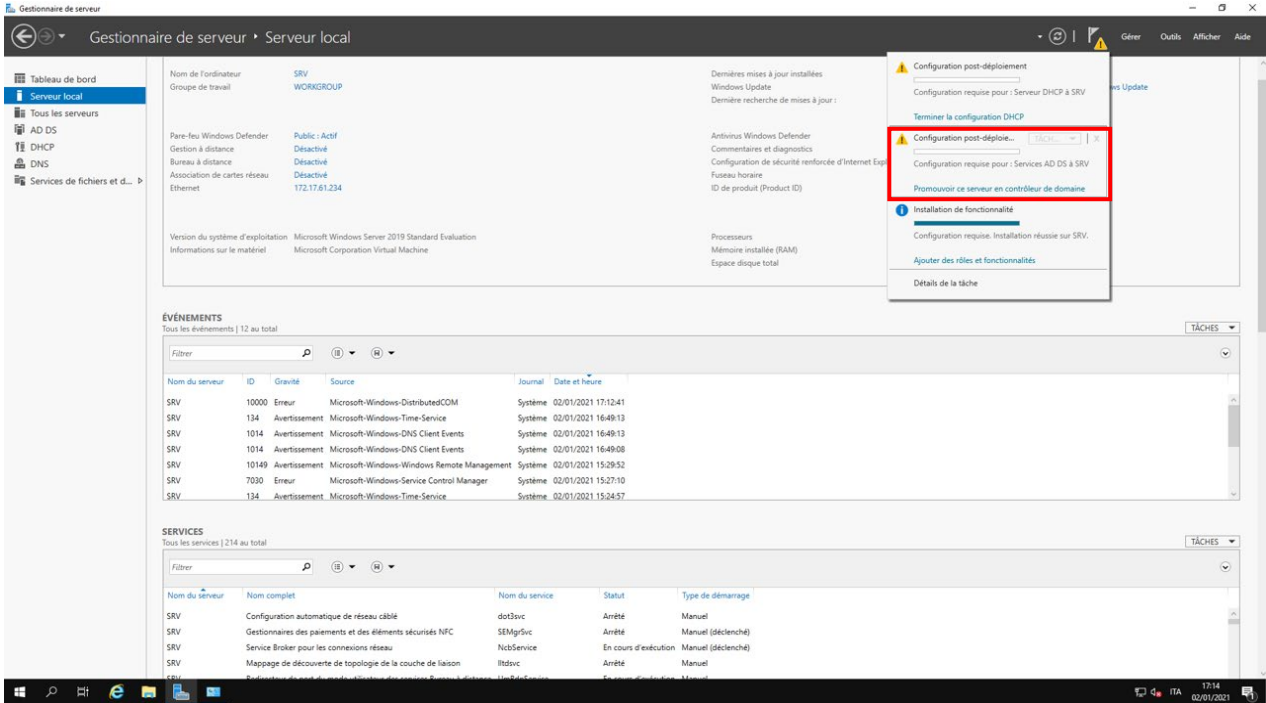 Gestionnaire de serveur
Gestionnaire de serveur ‣ Serveur local
Gérer Outils Afficher Aide
Tableau de bord
Serveur local
Tous les serveurs
AD DS
DHCP
DNS
Services de fichiers et d...
Nom de l'ordinateur SRV
Groupe de travail WORKGROUP
Pare-feu Windows Defender Public : Actif
Gestion à distance Désactivé
Bureau à distance Désactivé
Association de cartes réseau Désactivé
Ethernet 172.17.61.234
Version du système d'exploitation Microsoft Windows Server 2019 Standard Evaluation
Informations sur le matériel Microsoft Corporation Virtual Machine
Dernières mises à jour installées
Windows Update
Dernière recherche de mises à jour :
Antivirus Windows Defender
Commentaires et diagnostics
Configuration de sécurité renforcée d'Internet Expl
Fuseau horaire
ID de produit (Product ID)
Processeurs
Mémoire installée (RAM)
Espace disque total
ws Update
Configuration post-déploiement
Configuration requise pour : Serveur DHCP à SRV
Terminer la configuration DHCP
Configuration post-déploie... TÂCH... X
Configuration requise pour : Services AD DS à SRV
Promouvoir ce serveur en contrôleur de domaine
Installation de fonctionnalité
Configuration requise. Installation réussie sur SRV.
Ajouter des rôles et fonctionnalités
Détails de la tâche
ÉVÉNEMENTS
Tous les événements | 12 au total
TÂCHES
Filtrer
Nom du serveur ID Gravité Source Journal Date et heure
SRV 10000 Erreur Microsoft-Windows-DistributedCOM Système 02/01/2021 17:12:41
SRV 134 Avertissement Microsoft-Windows-Time-Service Système 02/01/2021 16:49:13
SRV 1014 Avertissement Microsoft-Windows-DNS Client Events Système 02/01/2021 16:49:13
SRV 1014 Avertissement Microsoft-Windows-DNS Client Events Système 02/01/2021 16:49:08
SRV 10149 Avertissement Microsoft-Windows-Windows Remote Management Système 02/01/2021 15:29:52
SRV 7030 Erreur Microsoft-Windows-Service Control Manager Système 02/01/2021 15:27:10
SRV 134 Avertissement Microsoft-Windows-Time-Service Système 02/01/2021 15:24:57
SERVICES
Tous les services | 214 au total
TÂCHES
Filtrer
Nom du serveur Nom complet Nom du service Statut Type de démarrage
SRV Configuration automatique de réseau câblé dot3svc Arrêté Manuel
SRV Gestionnaires des paiements et des éléments sécurisés NFC SEMgrSvc Arrêté Manuel (déclenché)
SRV Service Broker pour les connexions réseau NcbService En cours d'exécution Manuel (déclenché)
SRV Mappage de découverte de topologie de la couche de liaison lltdsvc Arrêté Manuel
ITA
17:14
02/01/2021